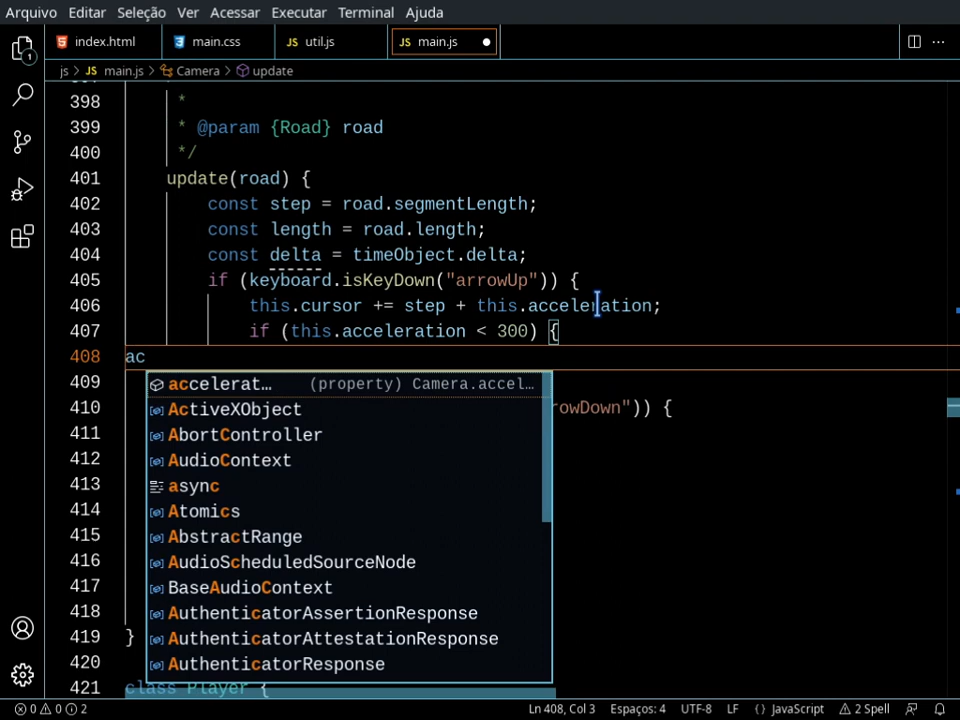 Arquivo Editar Seleção Ver Acessar Executar Terminal Ajuda
index.html main.css JS util.js JS main.js
js > JS main.js > Camera > update
1
398 *
399 * @param {Road} road
400 */
401 update(road) {
402 const step = road.segmentLength;
403 const length = road.length;
404 const delta = timeObject.delta;
405 if (keyboard.isKeyDown("arrowUp")) {
406 this.cursor += step + this.acceleration;
407 if (this.acceleration < 300) {
408 ac
409 accelerat… (property) Camera.accel…
410 ActiveXObject rowDown")) {
411 AbortController
412 AudioContext
413 async
414 Atomics
415 AbstractRange
416 AudioScheduledSourceNode
417 BaseAudioContext
418 AuthenticatorAssertionResponse
419 } AuthenticatorAttestationResponse
420 AuthenticatorResponse
421 class Player {
0 0 2 Ln 408, Col 3 Espaços: 4 UTF-8 LF {} JavaScript 2 Spell